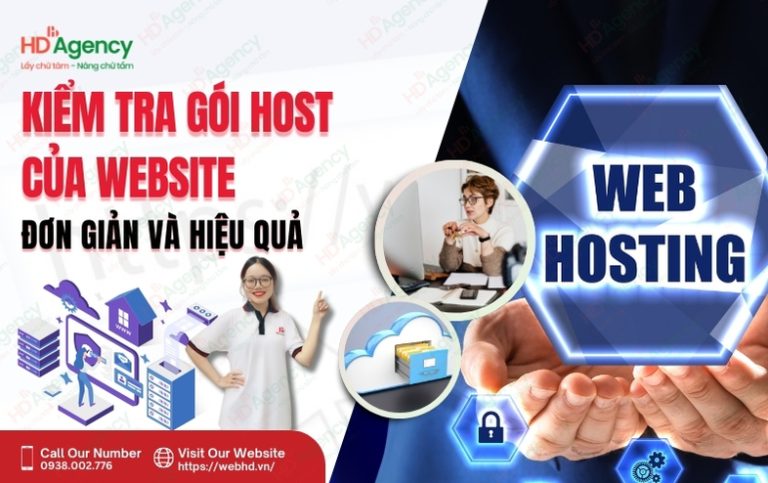 HD Agency
Lấy chữ tâm - Nâng chữ tầm
KIỂM TRA GÓI HOST
CỦA WEBSITE
ĐƠN GIẢN VÀ HIỆU QUẢ
WEB
HOSTING
www
Call Our Number
0938.002.776
Visit Our Website
https://webhd.vn/